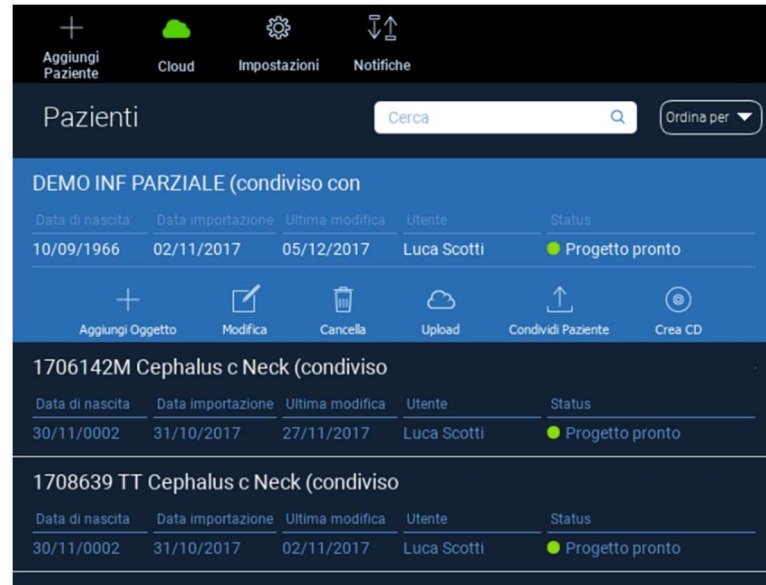 Aggiungi
Paziente
Cloud
Impostazioni
Notifiche
Pazienti
Cerca
Ordina per
DEMO INF PARZIALE (condiviso con
Data di nascita Data importazione Ultima modifica Utente Status
10/09/1966 02/11/2017 05/12/2017 Luca Scotti Progetto pronto
Aggiungi Oggetto Modifica Cancella Upload Condividi Paziente Crea CD
1706142M Cephalus c Neck (condiviso
Data di nascita Data importazione Ultima modifica Utente Status
30/11/0002 31/10/2017 27/11/2017 Luca Scotti Progetto pronto
1708639 TT Cephalus c Neck (condiviso
Data di nascita Data importazione Ultima modifica Utente Status
30/11/0002 31/10/2017 02/11/2017 Luca Scotti Progetto pronto